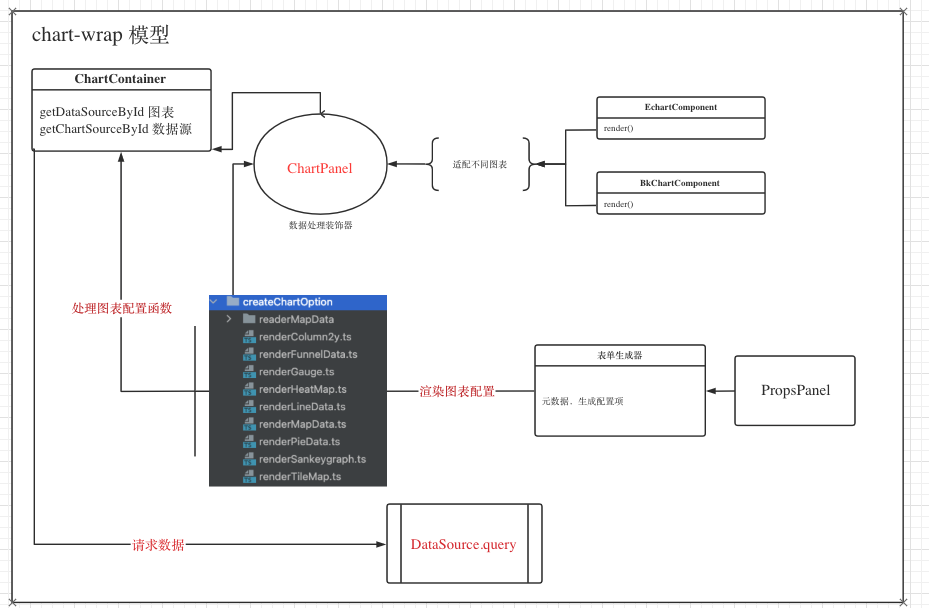 chart-wrap 模型
ChartContainer
getDataSourceById 图表
getChartSourceById 数据源
ChartPanel
数据处理装饰器
适配不同图表
EchartComponent
render()
BkChartComponent
render()
处理图表配置函数
createChartOption
readerMapData
renderColumn2y.ts
renderFunnelData.ts
renderGauge.ts
renderHeatMap.ts
renderLineData.ts
renderMapData.ts
renderPieData.ts
renderSankeygraph.ts
renderTileMap.ts
渲染图表配置
表单生成器
元数据、生成配置项
PropsPanel
请求数据
DataSource.query